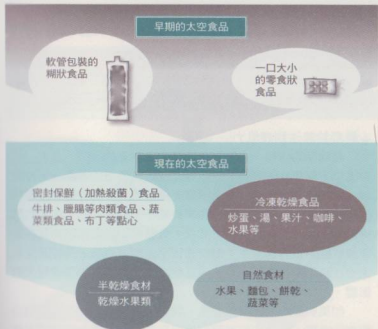 早期的太空食品
軟管包裝的
糊狀食品
一口大小
的零食狀
食品
現在的太空食品
密封保鮮（加熱殺菌）食品
牛排、臘腸等肉類食品、蔬
菜類食品、布丁等點心
冷凍乾燥食品
炒蛋、湯、果汁、咖啡、
水果等
半乾燥食材
乾燥水果類
自然食材
水果、麵包、餅乾、
蔬菜等